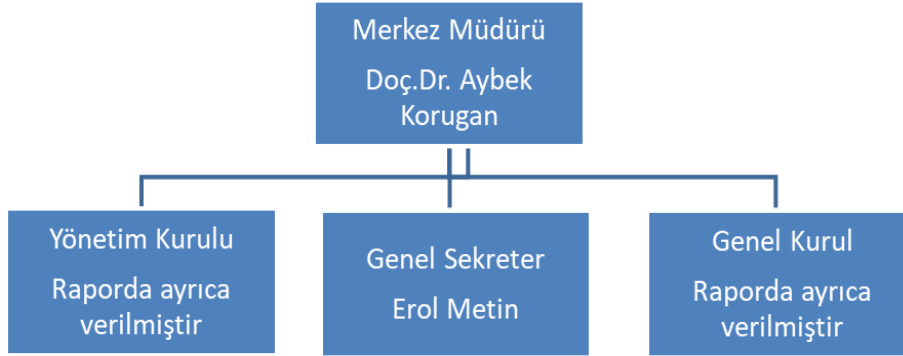 Merkez Müdürü
Doç.Dr. Aybek
Korugan
Yönetim Kurulu
Raporda ayrıca
verilmiştir
Genel Sekreter
Erol Metin
Genel Kurul
Raporda ayrıca
verilmiştir